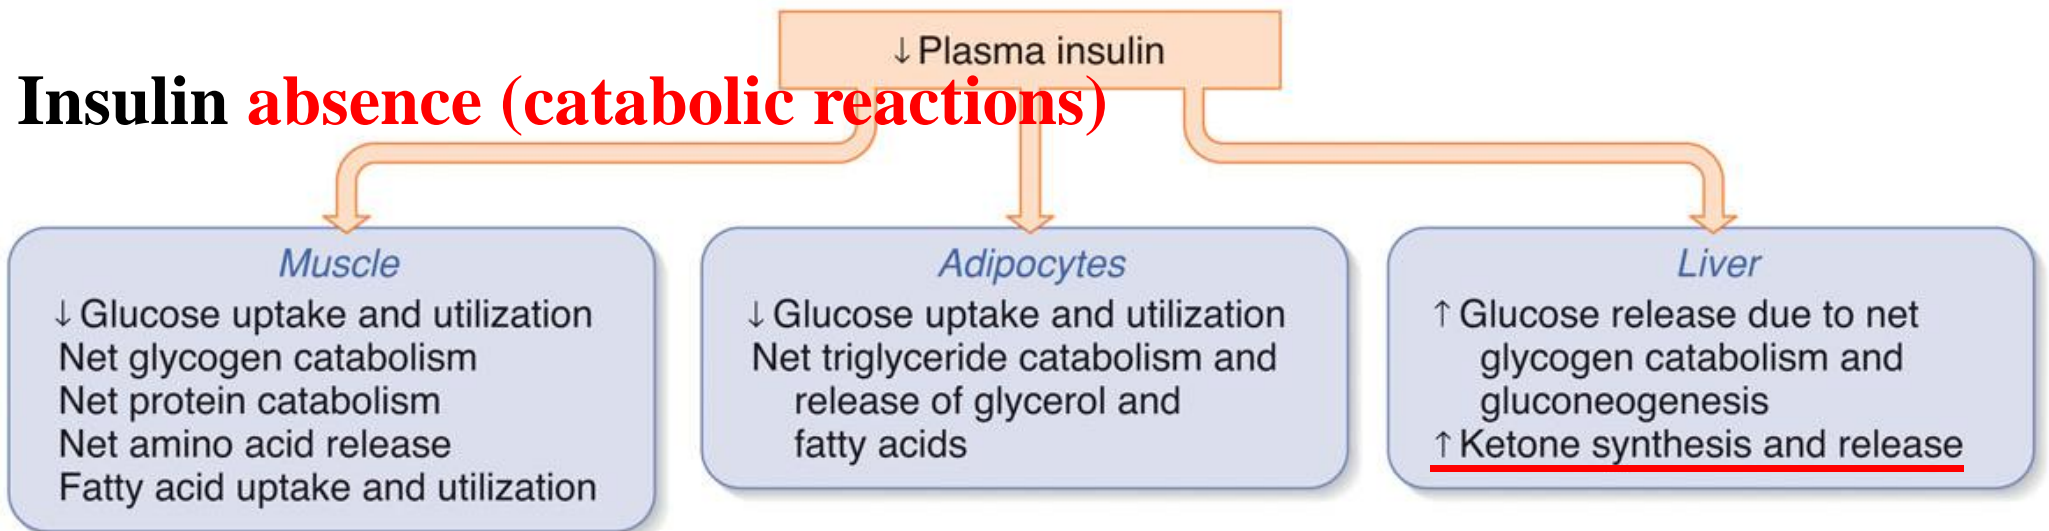 ↓ Plasma insulin
Insulin absence (catabolic reactions)
Muscle
↓ Glucose uptake and utilization
Net glycogen catabolism
Net protein catabolism
Net amino acid release
Fatty acid uptake and utilization
Adipocytes
↓ Glucose uptake and utilization
Net triglyceride catabolism and
release of glycerol and
fatty acids
Liver
↑ Glucose release due to net
glycogen catabolism and
gluconeogenesis
↑ Ketone synthesis and release